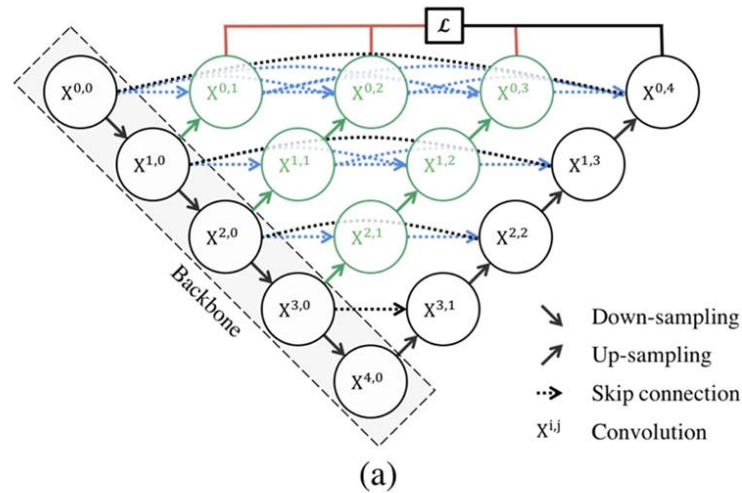 ℒ
X^{0,0} X^{0,1} X^{0,2} X^{0,3} X^{0,4}
X^{1,0} X^{1,1} X^{1,2} X^{1,3}
X^{2,0} X^{2,1} X^{2,2}
Backbone
X^{3,0} X^{3,1}
X^{4,0}
Down-sampling
Up-sampling
Skip connection
X^{i,j} Convolution
(a)